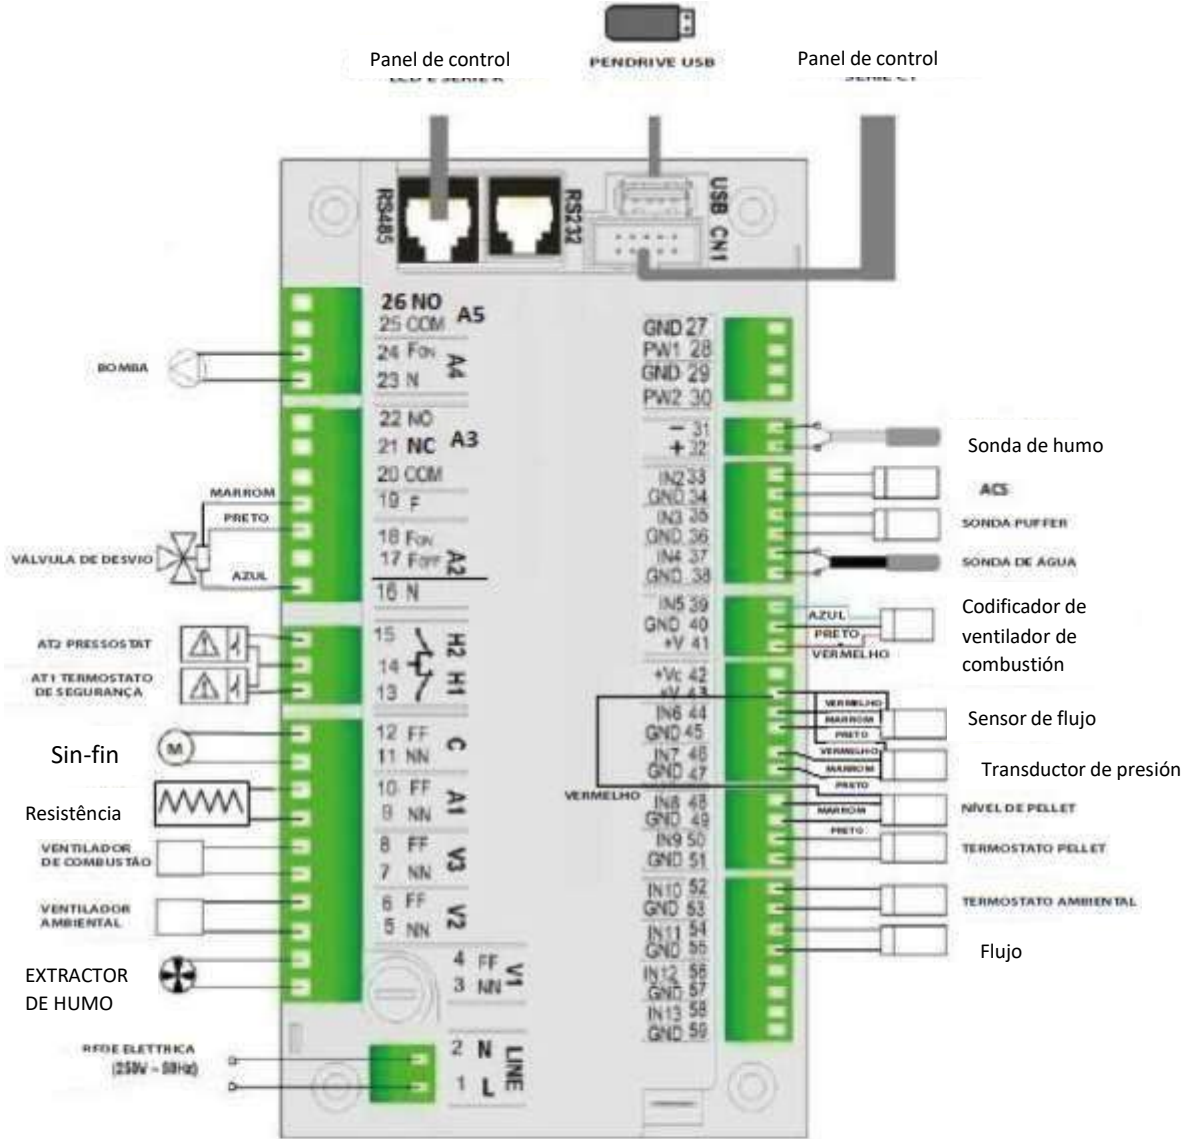 Panel de control
PENDRIVE USB
Panel de control
RS485
RS232
USB CN1
26 NO
25 COM
A5
24 FON
23 N
A4
BOMBA
22 NO
21 NC
20 COM
A3
19 F
18 FON
17 FOFF
16 N
A2
MARROM
PRETO
VÁLVULA DE DESVIO
AZUL
15
14
13
H2 H1
AT2 PRESSOSTAT
AT1 TERMOSTATO
DE SEGURANÇA
12 FF
11 NN
C
Sin-fin
M
10 FF
9 NN
A1
Resistência
8 FF
7 NN
V3
VENTILADOR
DE COMBUSTÃO
6 FF
5 NN
V2
VENTILADOR
AMBIENTAL
4 FF
3 NN
V1
EXTRACTOR
DE HUMO
2 N
1 L
LINE
REDE ELETTRICA
(250V ~ 50Hz)
GND 27
PW1 28
GND 29
PW2 30
- 31
+ 32
Sonda de humo
IN2 33
GND 34
ACS
IN3 35
GND 36
SONDA PUFFER
IN4 37
GND 38
SONDA DE ÁGUA
IN5 39
GND 40
+V 41
AZUL
PRETO
VERMELHO
Codificador de
ventilador de
combustión
+Vc 42
+V 43
IN6 44
GND 45
VERMELHO
MARROM
PRETO
Sensor de flujo
IN7 46
GND 47
VERMELHO
MARROM
PRETO
Transductor de presión
VERMELHO
IN8 48
GND 49
MARROM
PRETO
NÍVEL DE PELLET
IN9 50
GND 51
TERMOSTATO PELLET
IN10 52
GND 53
TERMOSTATO AMBIENTAL
IN11 54
GND 55
Flujo
IN12 56
GND 57
IN13 58
GND 59